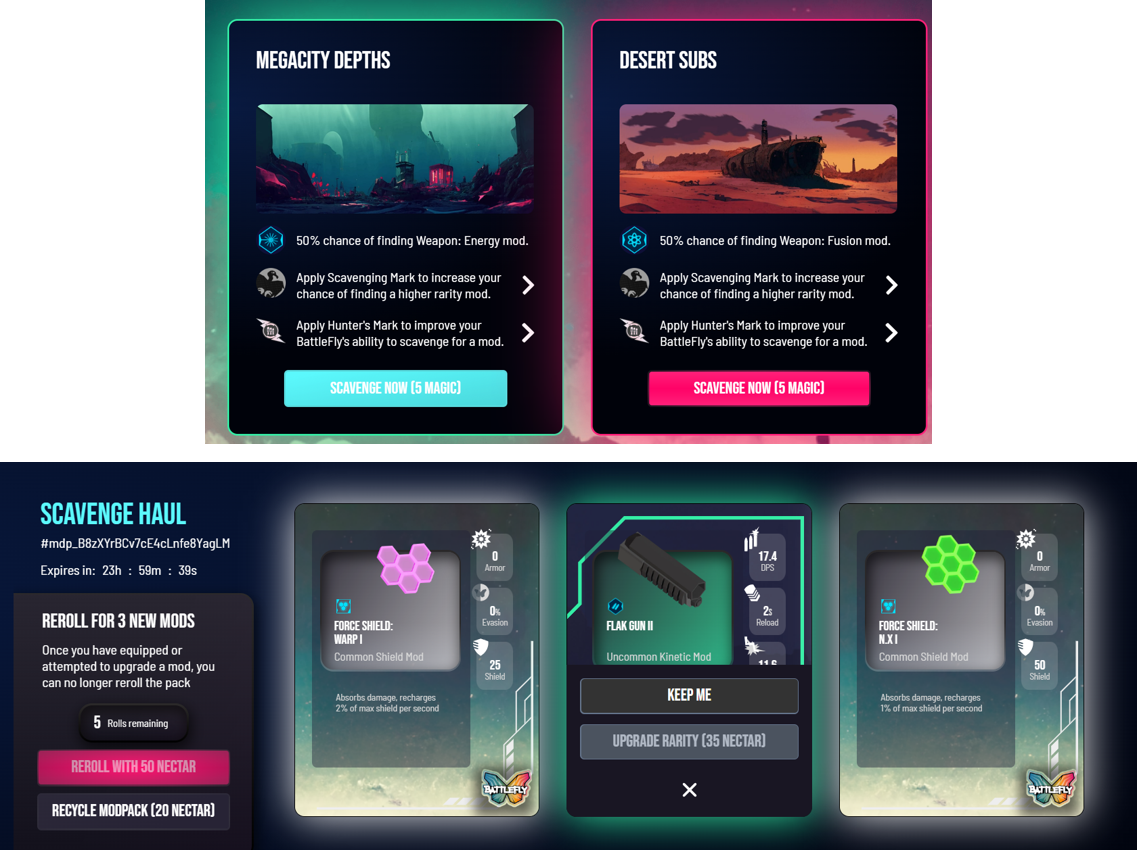 MEGACITY DEPTHS
50% chance of finding Weapon: Energy mod.
Apply Scavenging Mark to increase your
chance of finding a higher rarity mod.
Apply Hunter's Mark to improve your
BattleFly's ability to scavenge for a mod.
SCAVENGE NOW (5 MAGIC)
DESERT SUBS
50% chance of finding Weapon: Fusion mod.
Apply Scavenging Mark to increase your
chance of finding a higher rarity mod.
Apply Hunter's Mark to improve your
BattleFly's ability to scavenge for a mod.
SCAVENGE NOW (5 MAGIC)
SCAVENGE HAUL
#mdp_B8zXYrBCv7cE4cLnfe8YagLM
Expires in: 23h : 59m : 39s
REROLL FOR 3 NEW MODS
Once you have equipped or
attempted to upgrade a mod, you
can no longer reroll the pack
5 Rolls remaining
REROLL WITH 50 NECTAR
RECYCLE MODPACK (20 NECTAR)
FORCE SHIELD:
WARP I
Common Shield Mod
Absorbs damage, recharges
2% of max shield per second
0
Armor
0%
Evasion
25
Shield
BATTLEFLY
FLAK GUN II
Uncommon Kinetic Mod
17.4
DPS
2s
Reload
11.6
KEEP ME
UPGRADE RARITY (35 NECTAR)
FORCE SHIELD:
N.X I
Common Shield Mod
Absorbs damage, recharges
1% of max shield per second
0
Armor
0%
Evasion
50
Shield
BATTLEFLY